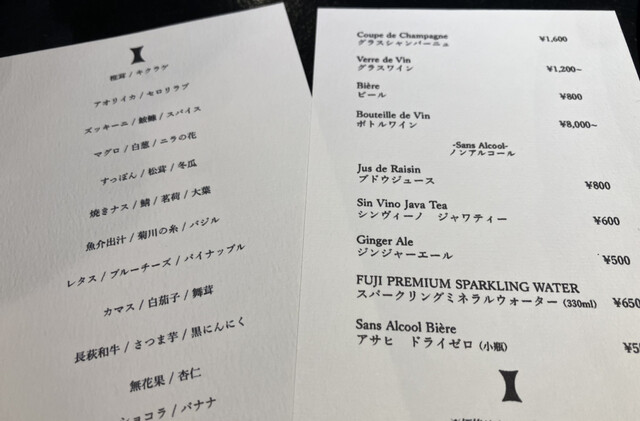 椎茸 / キクラゲ
アオリイカ / セロリラブ
ズッキーニ / 鮟鱇 / スパイス
マグロ / 白葱 / ニラの花
すっぽん / 松茸 / 冬瓜
焼きナス / 鯖 / 茗荷 / 大葉
魚介出汁 / 菊川の糸 / バジル
レタス / ブルーチーズ / パイナップル
カマス / 白茄子 / 舞茸
長萩和牛 / さつま芋 / 黒にんにく
無花果 / 杏仁
ショコラ / バナナ
Coupe de Champagne
グラスシャンパーニュ ¥1,600
Verre de Vin
グラスワイン ¥1,200~
Bière
ビール ¥800
Bouteille de Vin
ボトルワイン ¥8,000~
-Sans Alcool-
ノンアルコール
Jus de Raisin
ブドウジュース ¥800
Sin Vino Java Tea
シンヴィーノ ジャワティー ¥600
Ginger Ale
ジンジャーエール ¥500
FUJI PREMIUM SPARKLING WATER
スパークリングミネラルウォーター (330ml) ¥650
Sans Alcool Bière
アサヒ ドライゼロ (小瓶)